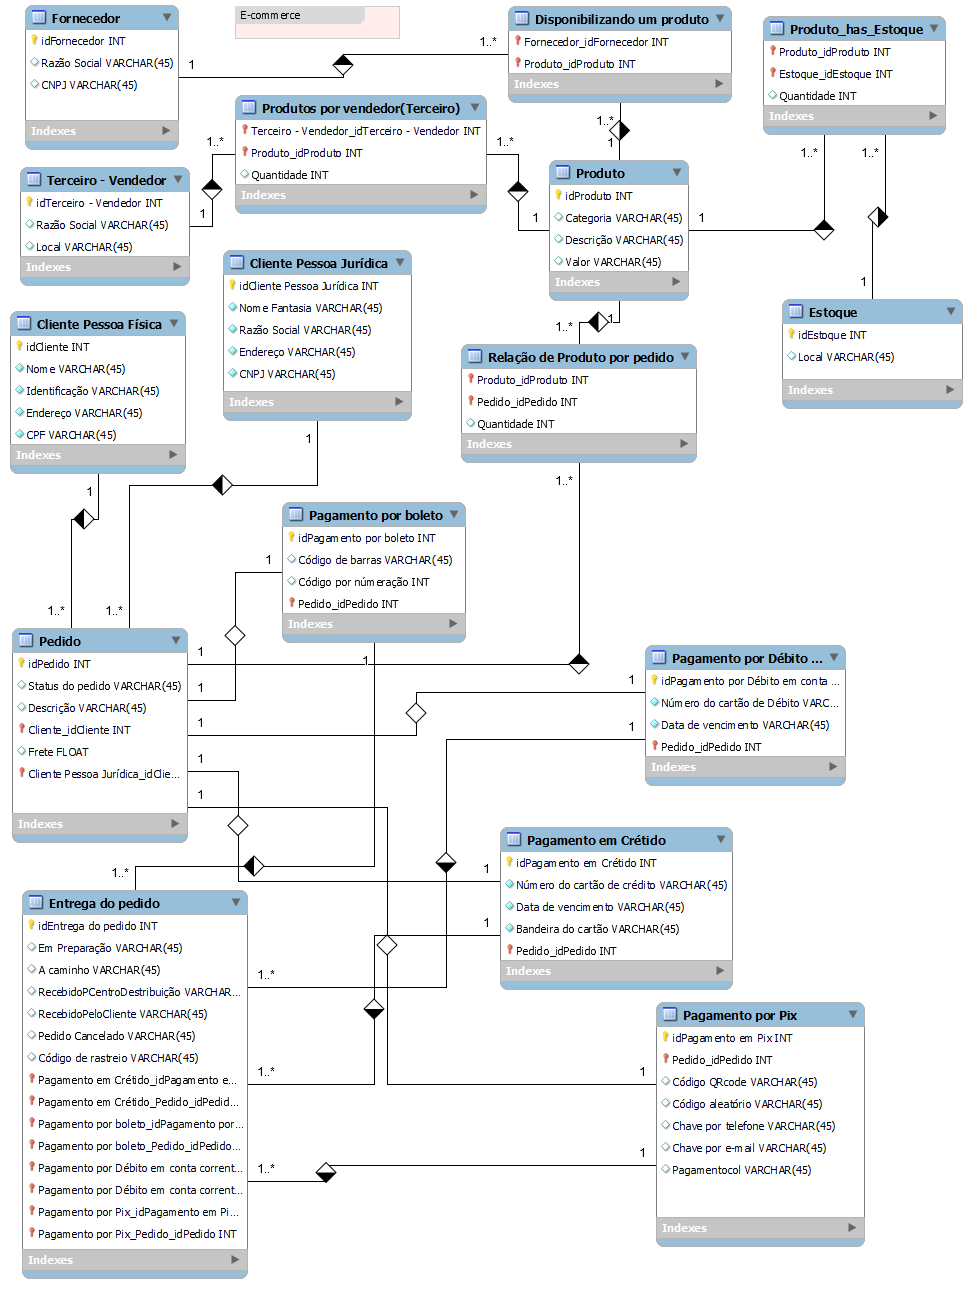 E-commerce
Fornecedor
idFornecedor INT
Razão Social VARCHAR(45)
CNPJ VARCHAR(45)
Indexes
1
1..*
Disponibilizando um produto
Fornecedor_idFornecedor INT
Produto_idProduto INT
Indexes
Produto_has_Estoque
Produto_idProduto INT
Estoque_idEstoque INT
Quantidade INT
Indexes
Produtos por vendedor(Terceiro)
Terceiro - Vendedor_idTerceiro - Vendedor INT
Produto_idProduto INT
Quantidade INT
Indexes
1..*
1..*
1..*
1
1..*
1..*
Terceiro - Vendedor
idTerceiro - Vendedor INT
Razão Social VARCHAR(45)
Local VARCHAR(45)
Indexes
1
1
Produto
idProduto INT
Categoria VARCHAR(45)
Descrição VARCHAR(45)
Valor VARCHAR(45)
Indexes
1
1
1..*
1
Cliente Pessoa Jurídica
idCliente Pessoa Jurídica INT
Nome Fantasia VARCHAR(45)
Razão Social VARCHAR(45)
Endereço VARCHAR(45)
CNPJ VARCHAR(45)
Indexes
1
Estoque
idEstoque INT
Local VARCHAR(45)
Indexes
Cliente Pessoa Física
idCliente INT
Nome VARCHAR(45)
Identificação VARCHAR(45)
Endereço VARCHAR(45)
CPF VARCHAR(45)
Indexes
1
Relação de Produto por pedido
Produto_idProduto INT
Pedido_idPedido INT
Quantidade INT
Indexes
1..*
Pagamento por boleto
idPagamento por boleto INT
Código de barras VARCHAR(45)
Código por númeração INT
Pedido_idPedido INT
Indexes
1
1
1..*
1..*
Pedido
idPedido INT
Status do pedido VARCHAR(45)
Descrição VARCHAR(45)
Cliente_idCliente INT
Frete FLOAT
Cliente Pessoa Jurídica_idClie...
Indexes
1
1
1
1
1
Pagamento por Débito ...
idPagamento por Débito em conta ...
Número do cartão de Débito VARC...
Data de vencimento VARCHAR(45)
Pedido_idPedido INT
Indexes
1
1
Pagamento em Crétido
idPagamento em Crétido INT
Número do cartão de crédito VARCHAR(45)
Data de vencimento VARCHAR(45)
Bandeira do cartão VARCHAR(45)
Pedido_idPedido INT
Indexes
1
1
1..*
Entrega do pedido
idEntrega do pedido INT
Em Preparação VARCHAR(45)
A caminho VARCHAR(45)
RecebidoPCentroDestribuição VARCHAR...
RecebidoPeloCliente VARCHAR(45)
Pedido Cancelado VARCHAR(45)
Código de rastreio VARCHAR(45)
Pagamento em Crétido_idPagamento e...
Pagamento em Crétido_Pedido_idPedid...
Pagamento por boleto_idPagamento por...
Pagamento por boleto_Pedido_idPedido...
Pagamento por Débito em conta corrent...
Pagamento por Débito em conta corrent...
Pagamento por Pix_idPagamento em Pi...
Pagamento por Pix_Pedido_idPedido INT
Indexes
1..*
1..*
1..*
Pagamento por Pix
idPagamento em Pix INT
Pedido_idPedido INT
Código QRcode VARCHAR(45)
Código aleatório VARCHAR(45)
Chave por telefone VARCHAR(45)
Chave por e-mail VARCHAR(45)
Pagamentocol VARCHAR(45)
Indexes
1
1